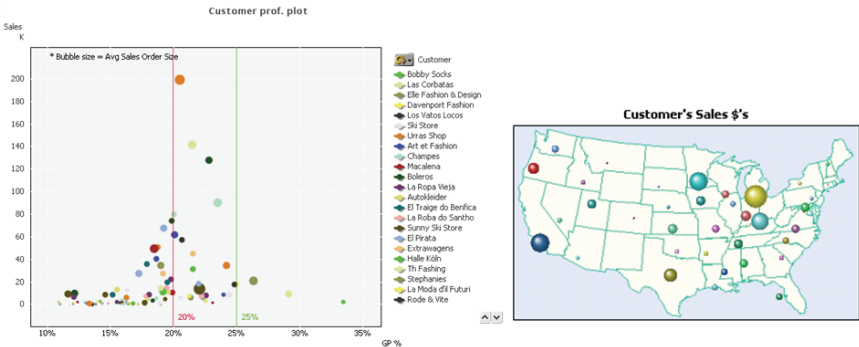 Customer prof. plot
Sales
K
* Bubble size = Avg Sales Order Size
200
180
160
140
120
100
80
60
40
20
0
20%
25%
10%
15%
20%
25%
30%
35%
GP %
Customer
Bobby Socks
Las Corbatas
Elle Fashion & Design
Davenport Fashion
Los Vatos Locos
Ski Store
Urras Shop
Art et Fashion
Champes
Macalena
Boleros
La Ropa Vieja
Autokleider
El Traige do Benfica
La Roba do Santho
Sunny Ski Store
El Pirata
Extrawagens
Halle Köln
Th Fashing
Stephanies
La Moda d'il Futuri
Rode & Vite
Customer's Sales $'s